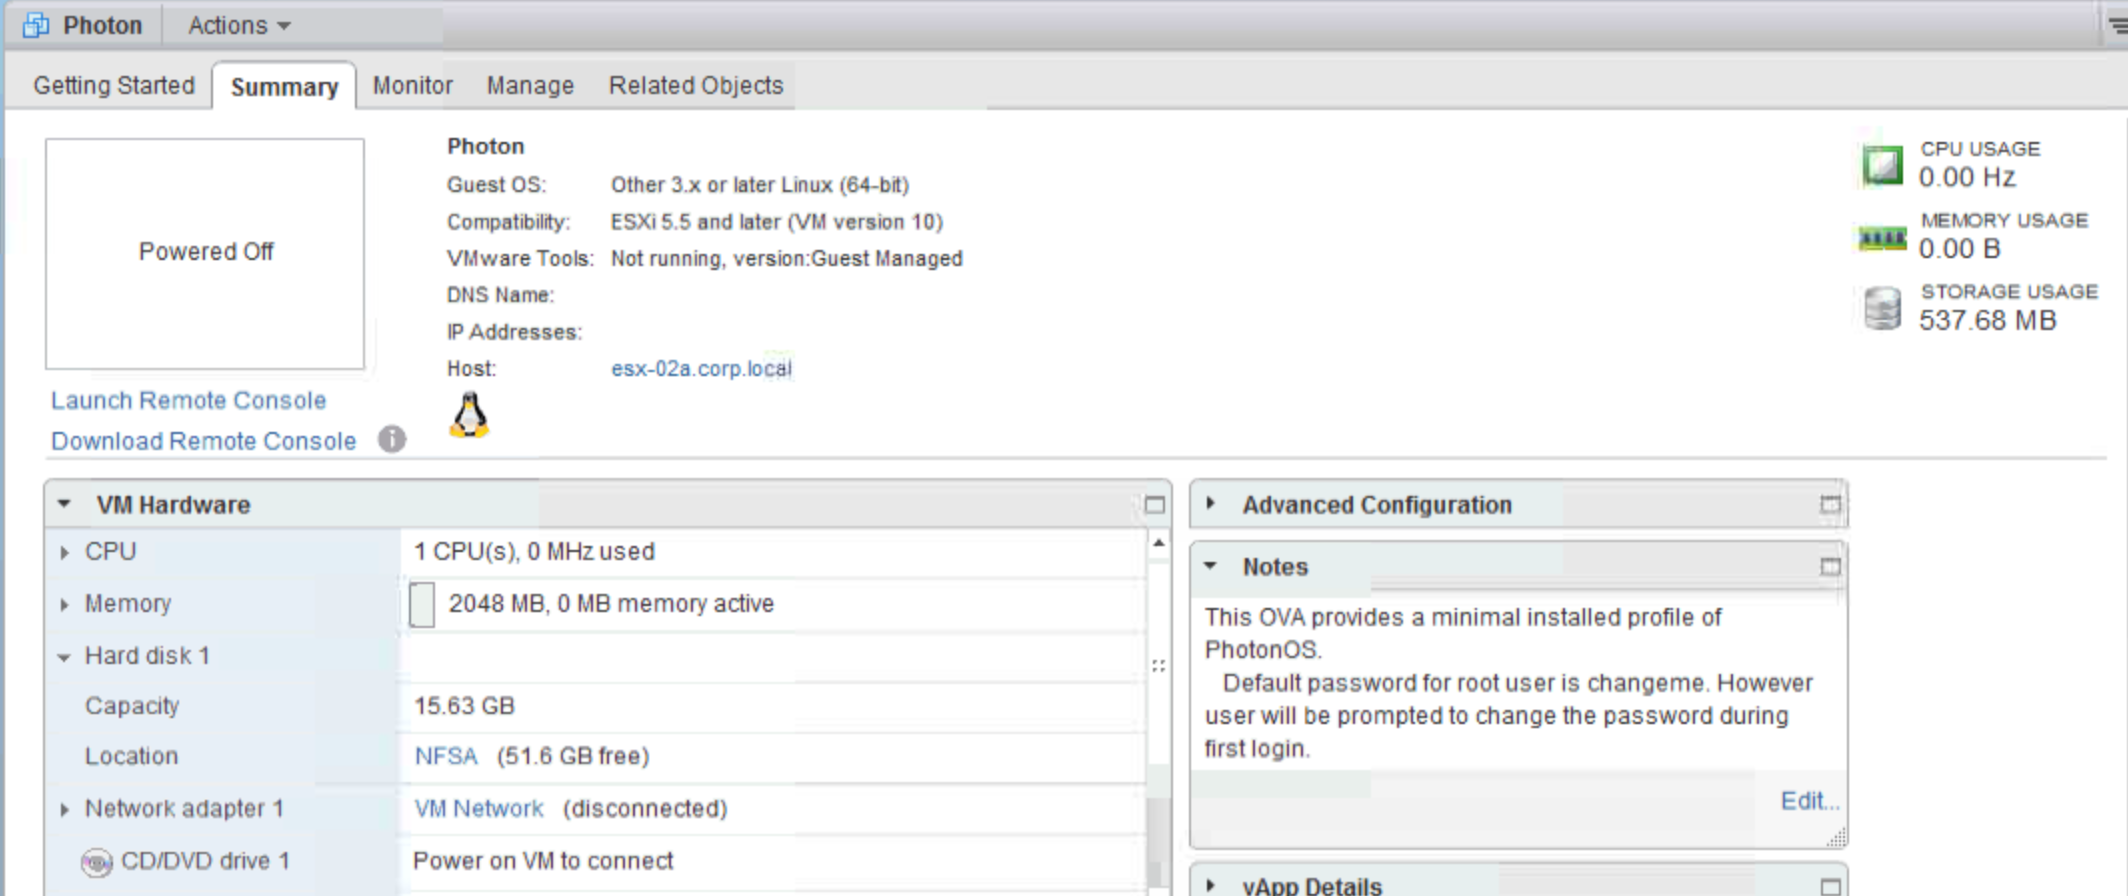 Photon Actions
Getting Started Summary Monitor Manage Related Objects
Powered Off
Launch Remote Console
Download Remote Console
Photon
Guest OS: Other 3.x or later Linux (64-bit)
Compatibility: ESXi 5.5 and later (VM version 10)
VMware Tools: Not running, version:Guest Managed
DNS Name:
IP Addresses:
Host: esx-02a.corp.local
CPU USAGE
0.00 Hz
MEMORY USAGE
0.00 B
STORAGE USAGE
537.68 MB
VM Hardware
CPU 1 CPU(s), 0 MHz used
Memory 2048 MB, 0 MB memory active
Hard disk 1
Capacity 15.63 GB
Location NFSA (51.6 GB free)
Network adapter 1 VM Network (disconnected)
CD/DVD drive 1 Power on VM to connect
Advanced Configuration
Notes
This OVA provides a minimal installed profile of
PhotonOS.
Default password for root user is changeme. However
user will be prompted to change the password during
first login.
Edit...
vApp Details